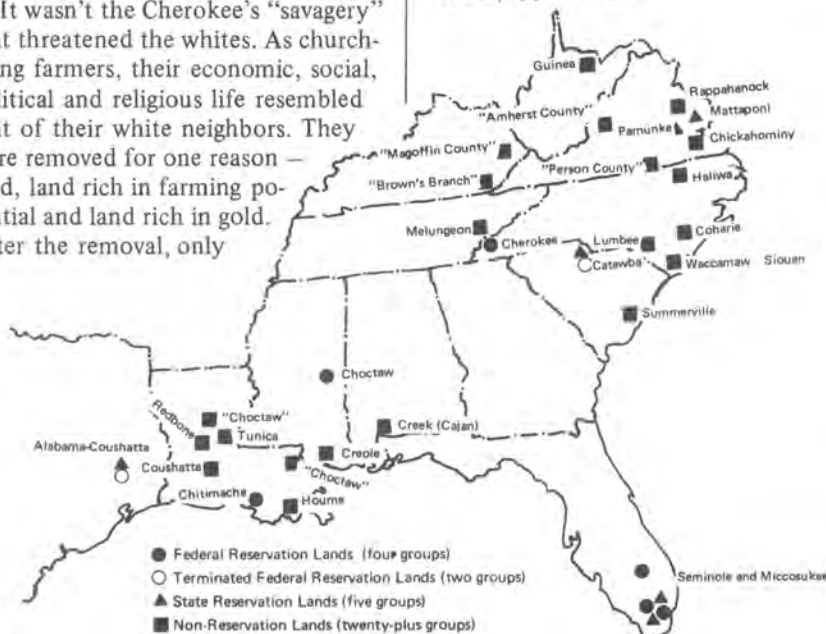 It wasn't the Cherokee's "savagery"
t threatened the whites. As church-
ng farmers, their economic, social,
litical and religious life resembled
t of their white neighbors. They
re removed for one reason —
d, land rich in farming po-
ntial and land rich in gold.
ter the removal, only
Guinea
Rappahanock
Mattaponi
"Amherst County"
Pamunke
Chickahominy
"Magoffin County"
"Person County"
"Brown's Branch"
Haliwa
Melungeon
Cherokee
Lumbee
Coharie
Catawba
Waccamaw Siouan
Summerville
Choctaw
Redbone
"Choctaw"
Tunica
Creek (Cajan)
Alabama-Coushatta
Coushatta
Creole
"Choctaw"
Chitimacha
Houma
Seminole and Miccosukee
Federal Reservation Lands (four groups)
Terminated Federal Reservation Lands (two groups)
State Reservation Lands (five groups)
Non-Reservation Lands (twenty-plus groups)